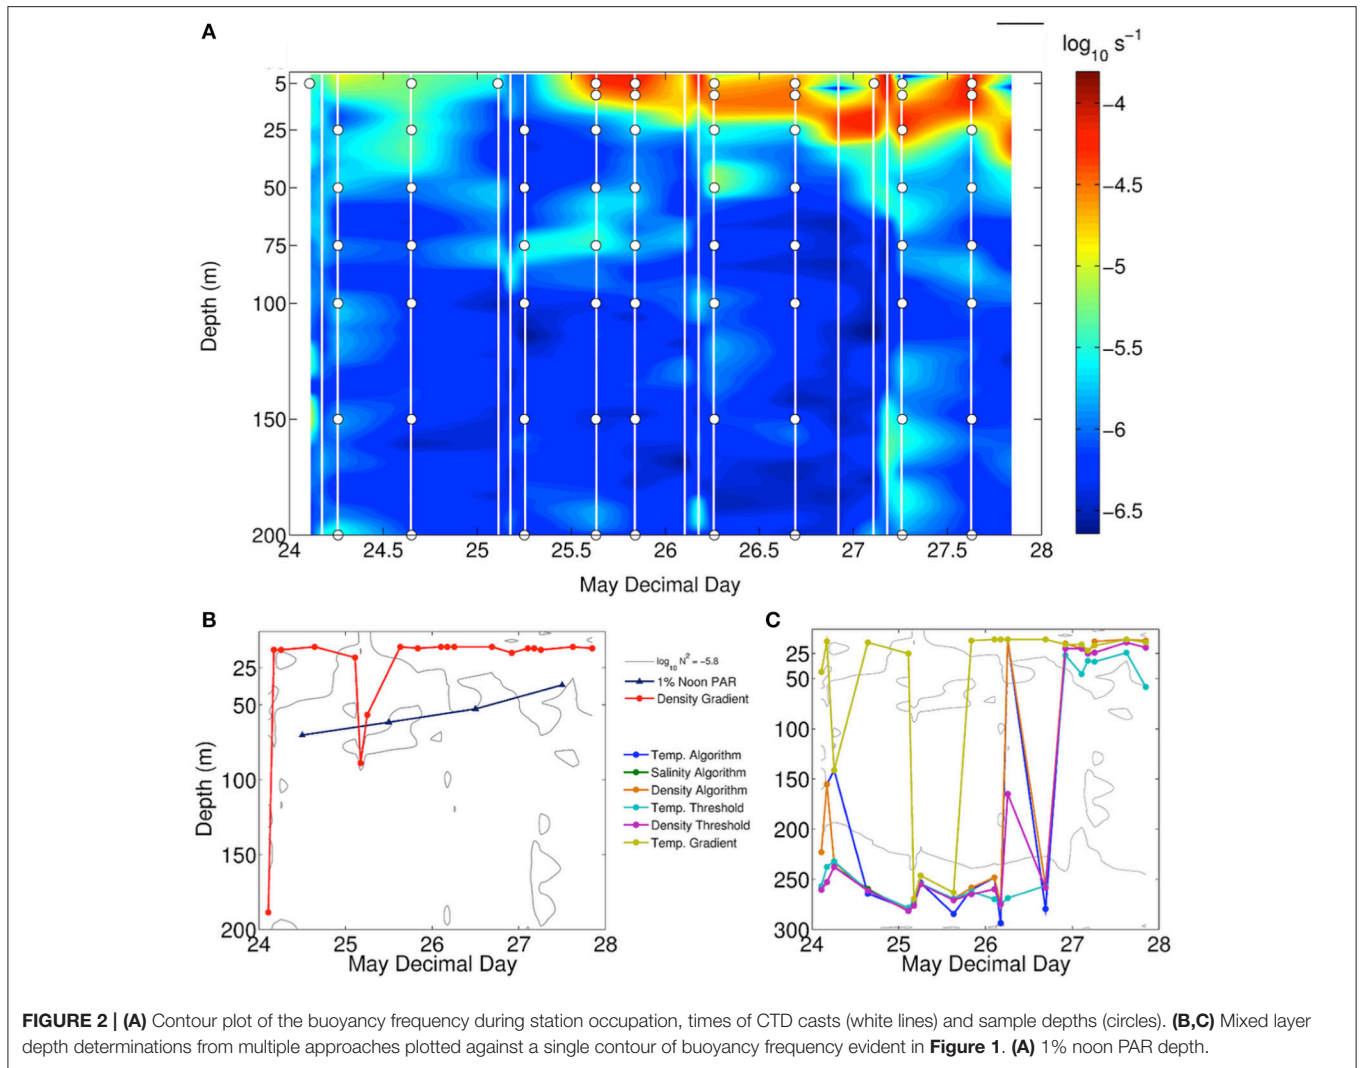 A
log10 s−1
5
25
50
75
100
150
200
Depth (m)
24
24.5
25
25.5
26
26.5
27
27.5
28
May Decimal Day
−4
−4.5
−5
−5.5
−6
−6.5
B
25
50
100
150
200
Depth (m)
24
25
26
27
28
May Decimal Day
log10 N2 = −5.8
1% Noon PAR
Density Gradient
Temp. Algorithm
Salinity Algorithm
Density Algorithm
Temp. Threshold
Density Threshold
Temp. Gradient
C
25
50
100
150
200
250
300
24
25
26
27
28
May Decimal Day
FIGURE 2 | (A) Contour plot of the buoyancy frequency during station occupation, times of CTD casts (white lines) and sample depths (circles). (B,C) Mixed layer
depth determinations from multiple approaches plotted against a single contour of buoyancy frequency evident in Figure 1. (A) 1% noon PAR depth.